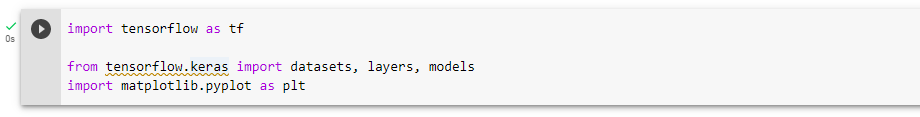 import tensorflow as tf
from tensorflow.keras import datasets, layers, models
import matplotlib.pyplot as plt
0s